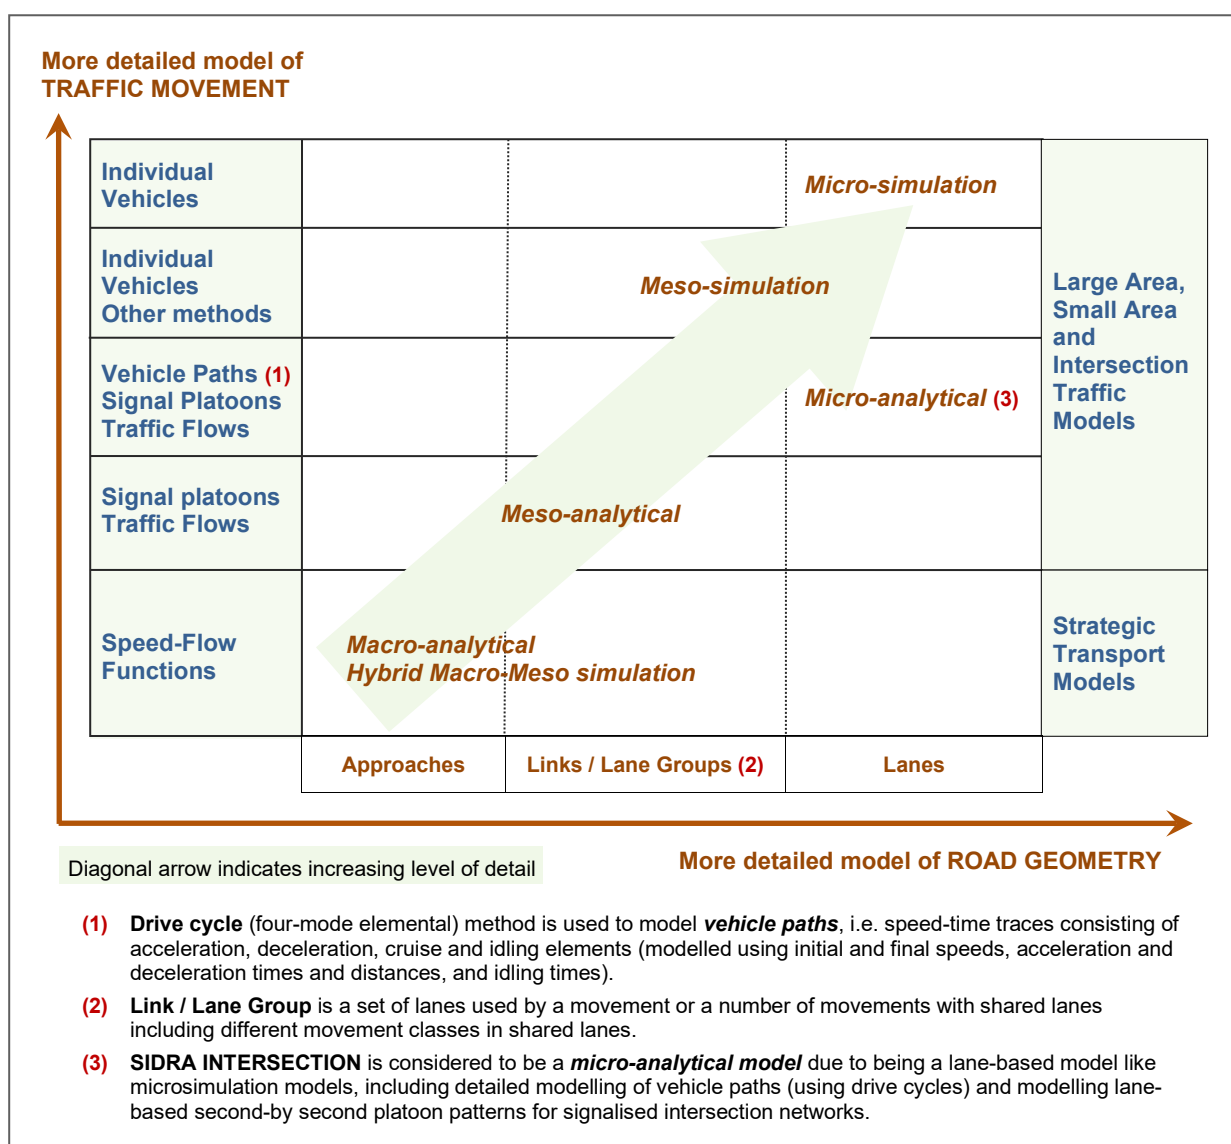 More detailed model of
TRAFFIC MOVEMENT
Individual
Vehicles
Micro-simulation
Individual
Vehicles
Other methods
Meso-simulation
Large Area,
Small Area
and
Intersection
Traffic
Models
Vehicle Paths (1)
Signal Platoons
Traffic Flows
Micro-analytical (3)
Signal platoons
Traffic Flows
Meso-analytical
Speed-Flow
Functions
Macro-analytical
Hybrid Macro-Meso simulation
Strategic
Transport
Models
Approaches
Links / Lane Groups (2)
Lanes
Diagonal arrow indicates increasing level of detail
More detailed model of ROAD GEOMETRY
(1) Drive cycle (four-mode elemental) method is used to model vehicle paths, i.e. speed-time traces consisting of
acceleration, deceleration, cruise and idling elements (modelled using initial and final speeds, acceleration and
deceleration times and distances, and idling times).
(2) Link / Lane Group is a set of lanes used by a movement or a number of movements with shared lanes
including different movement classes in shared lanes.
(3) SIDRA INTERSECTION is considered to be a micro-analytical model due to being a lane-based model like
microsimulation models, including detailed modelling of vehicle paths (using drive cycles) and modelling lane-
based second-by second platoon patterns for signalised intersection networks.